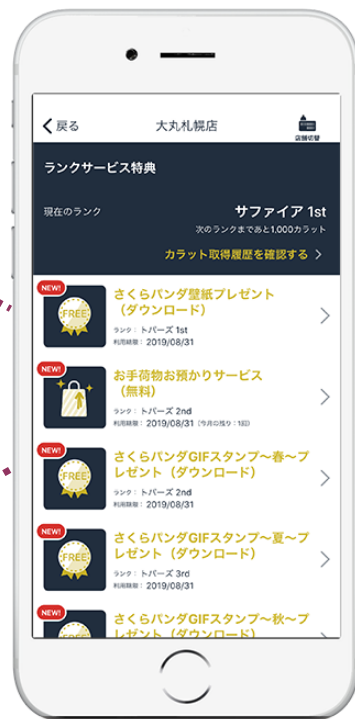 戻る
大丸札幌店
店舗切替
ランクサービス特典
現在のランク
サファイア 1st
次のランクまであと1,000カラット
カラット取得履歴を確認する
NEW!
FREE
さくらパンダ壁紙プレゼント
（ダウンロード）
ランク： トパーズ 1st
利用期限： 2019/08/31
NEW!
お手荷物お預かりサービス
（無料）
ランク： トパーズ 2nd
利用期限： 2019/08/31（今月の残り：1回）
NEW!
FREE
さくらパンダGIFスタンプ〜春〜プ
レゼント（ダウンロード）
ランク： トパーズ 2nd
利用期限： 2019/08/31
NEW!
FREE
さくらパンダGIFスタンプ〜夏〜プ
レゼント（ダウンロード）
ランク： トパーズ 3rd
利用期限： 2019/08/31
NEW!
FREE
さくらパンダGIFスタンプ〜秋〜プ
レゼント（ダウンロード）